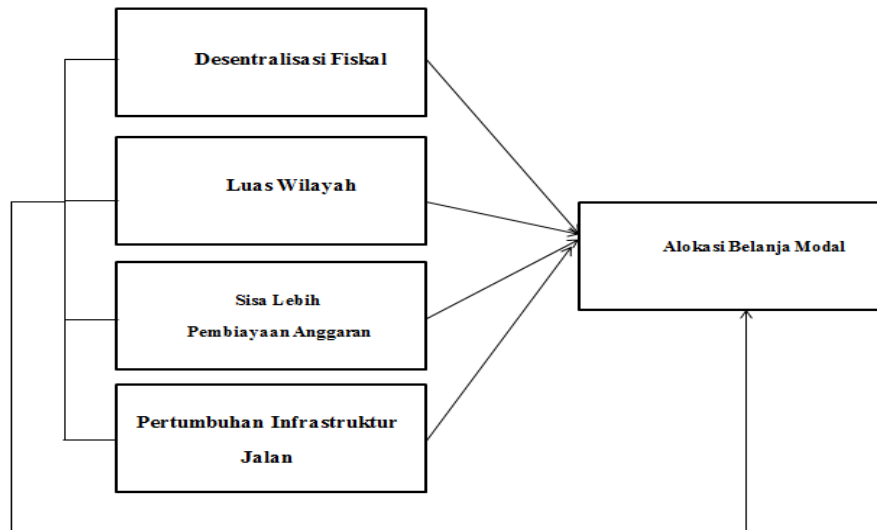 Desentralisasi Fiskal
Luas Wilayah
Sisa Lebih
Pembiayaan Anggaran
Pertumbuhan Infrastruktur
Jalan
Alokasi Belanja Modal